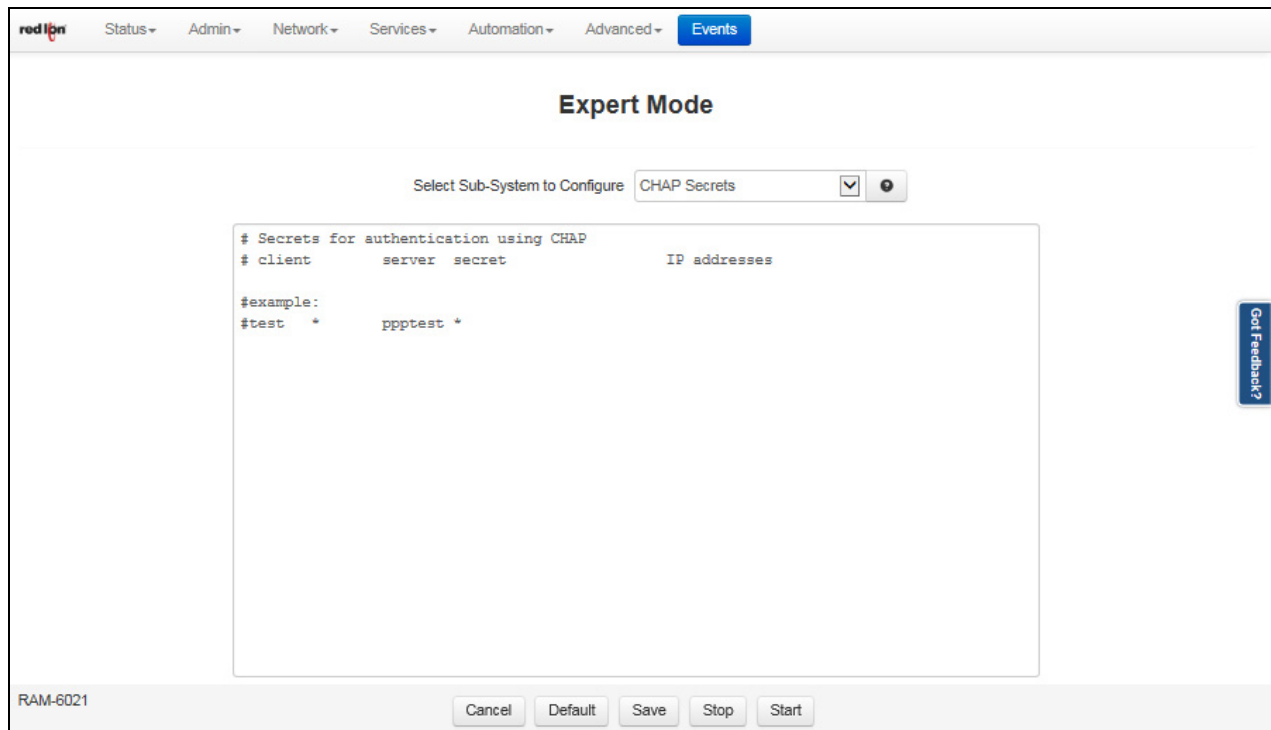 red lion Status Admin Network Services Automation Advanced Events
Expert Mode
Select Sub-System to Configure CHAP Secrets
# Secrets for authentication using CHAP
# client server secret IP addresses
#example:
#test * ppptest *
Got Feedback?
RAM-6021
Cancel Default Save Stop Start